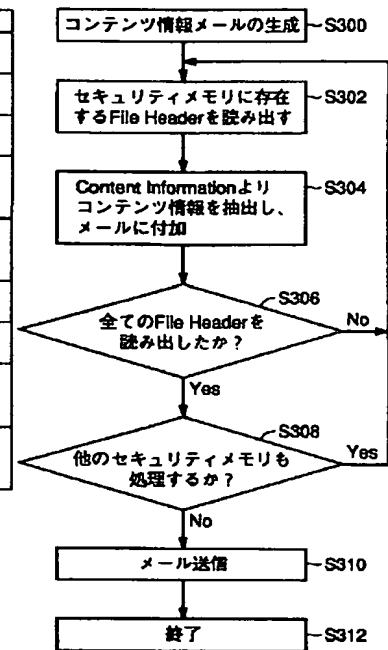 コンテンツ情報メールの生成
S300
セキュリティメモリに存在
するFile Headerを読み出す
S302
Content Informationより
コンテンツ情報を抽出し、
メールに付加
S304
S306
全てのFile Headerを
読み出したか？
No
Yes
S308
他のセキュリティメモリも
処理するか？
Yes
No
メール送信
S310
終了
S312